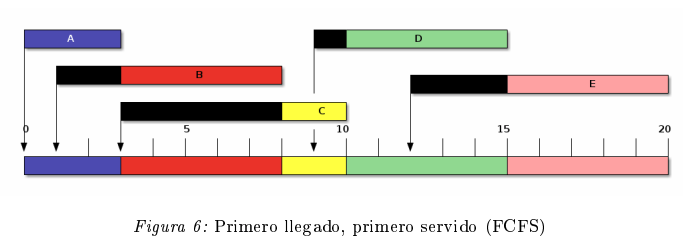 A
D
B
E
C
0 5 10 15 20
Figura 6: Primero llegado, primero servido (FCFS)